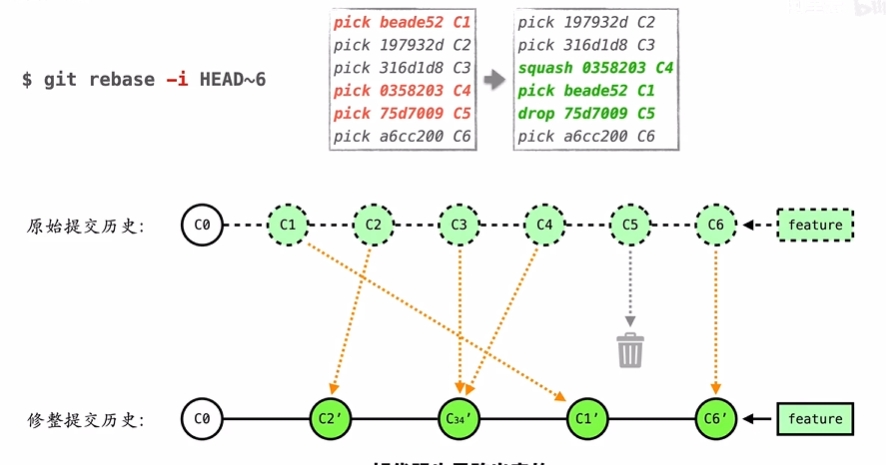 $ git rebase -i HEAD~6
pick beade52 C1
pick 197932d C2
pick 316d1d8 C3
pick 0358203 C4
pick 75d7009 C5
pick a6cc200 C6
pick 197932d C2
pick 316d1d8 C3
squash 0358203 C4
pick beade52 C1
drop 75d7009 C5
pick a6cc200 C6
原始提交历史:
C0
C1
C2
C3
C4
C5
C6
feature
修整提交历史:
C0
C2’
C34’
C1’
C6’
feature